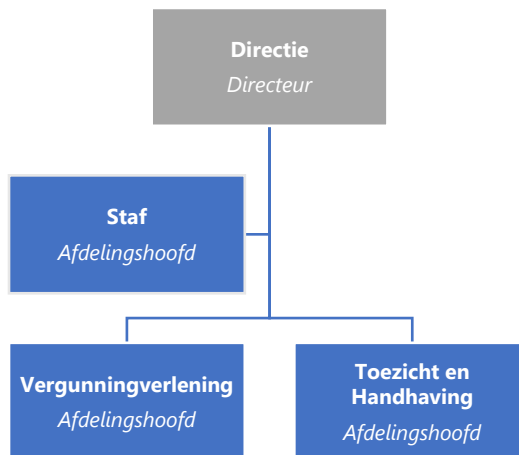 Directie
Directeur
Staf
Afdelingshoofd
Vergunningverlening
Afdelingshoofd
Toezicht en
Handhaving
Afdelingshoofd